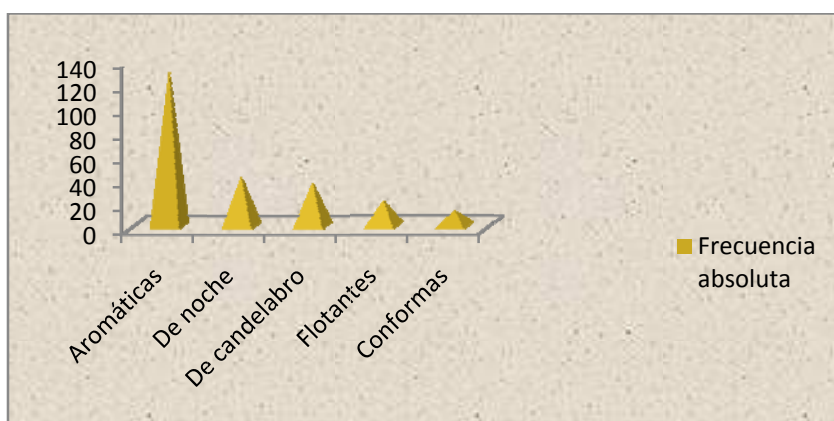 140
120
100
80
60
40
20
0
Aromáticas
De noche
De candelabro
Flotantes
Conformas
Frecuencia
absoluta